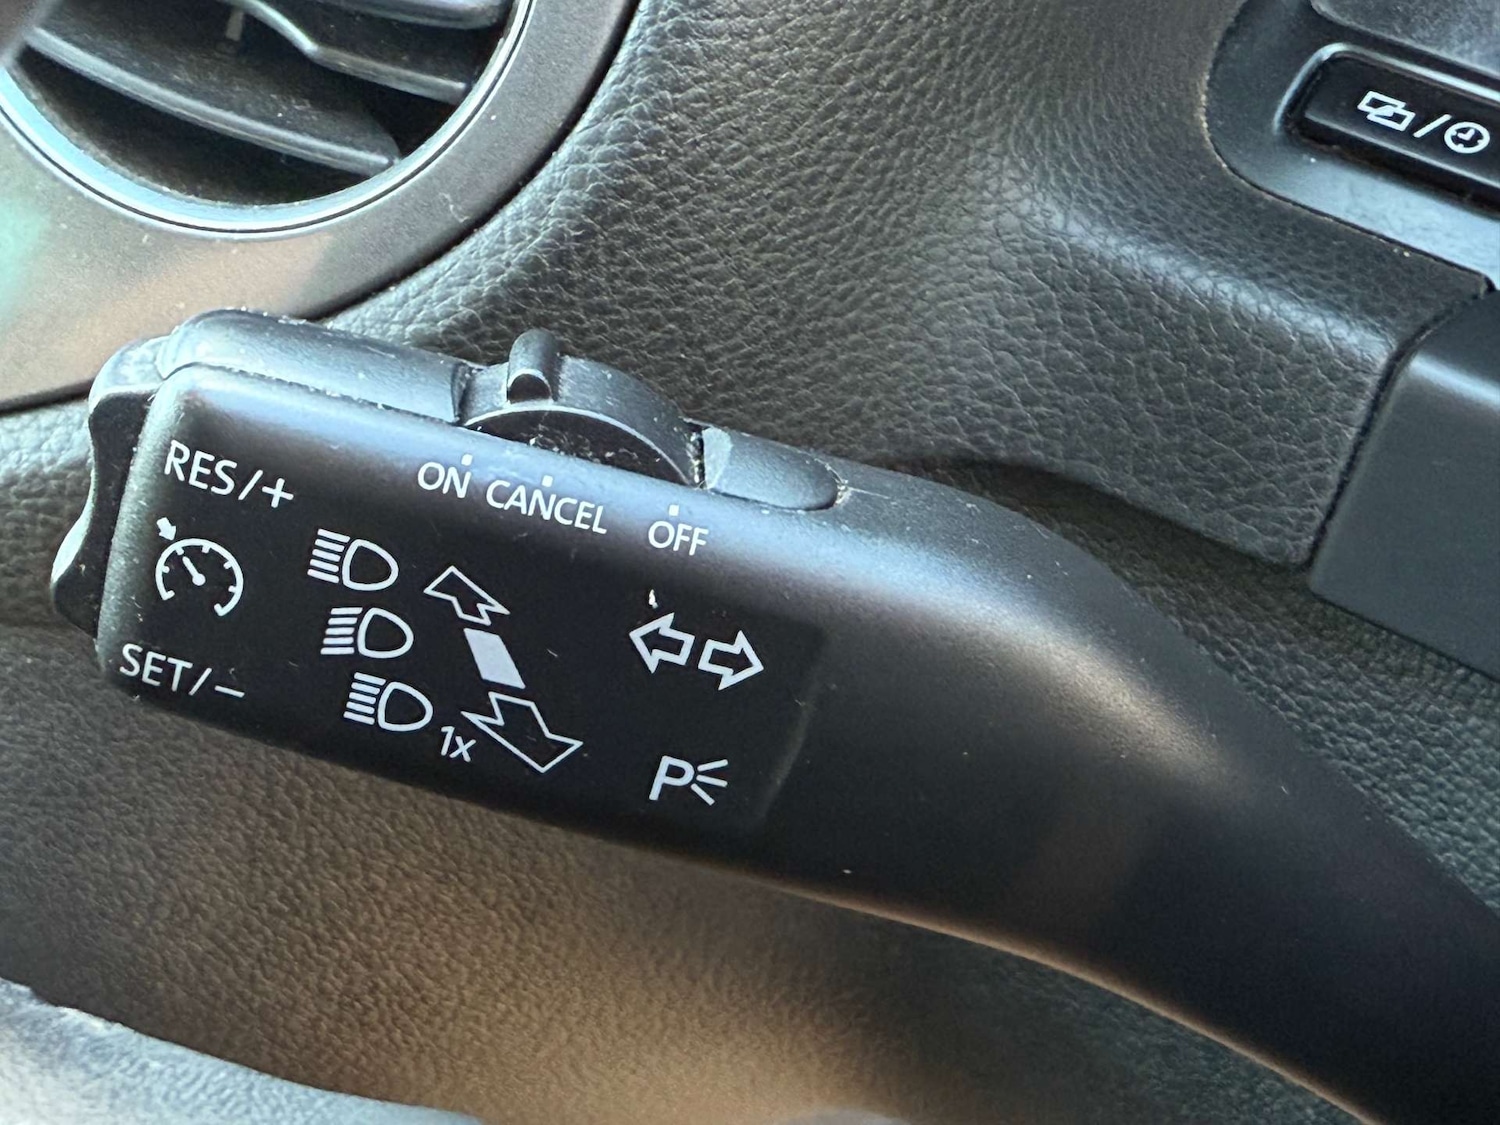 RES/+
ON CANCEL OFF
SET/–
1x
P